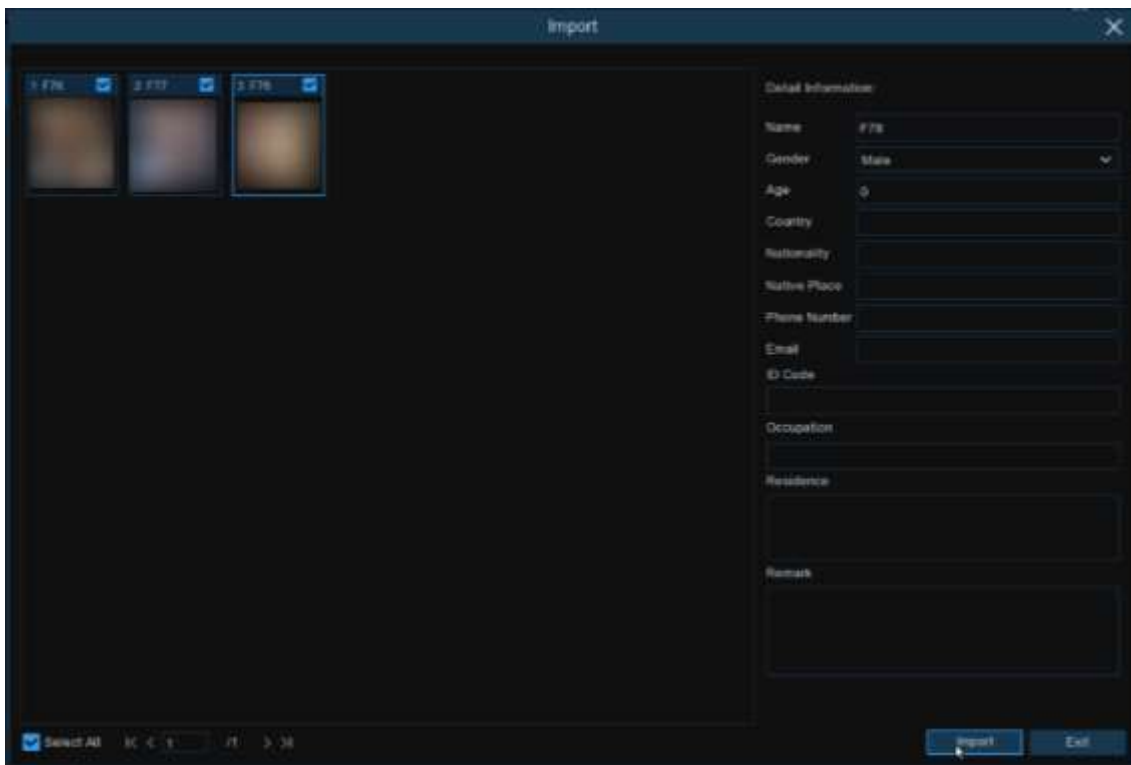 Import
1 F76
2 F77
3 F78
Detail Information
Name F78
Gender Male
Age 0
Country
Nationality
Native Place
Phone Number
Email
ID Code
Occupation
Residence
Remark
Select All 1 /1
Import Exit